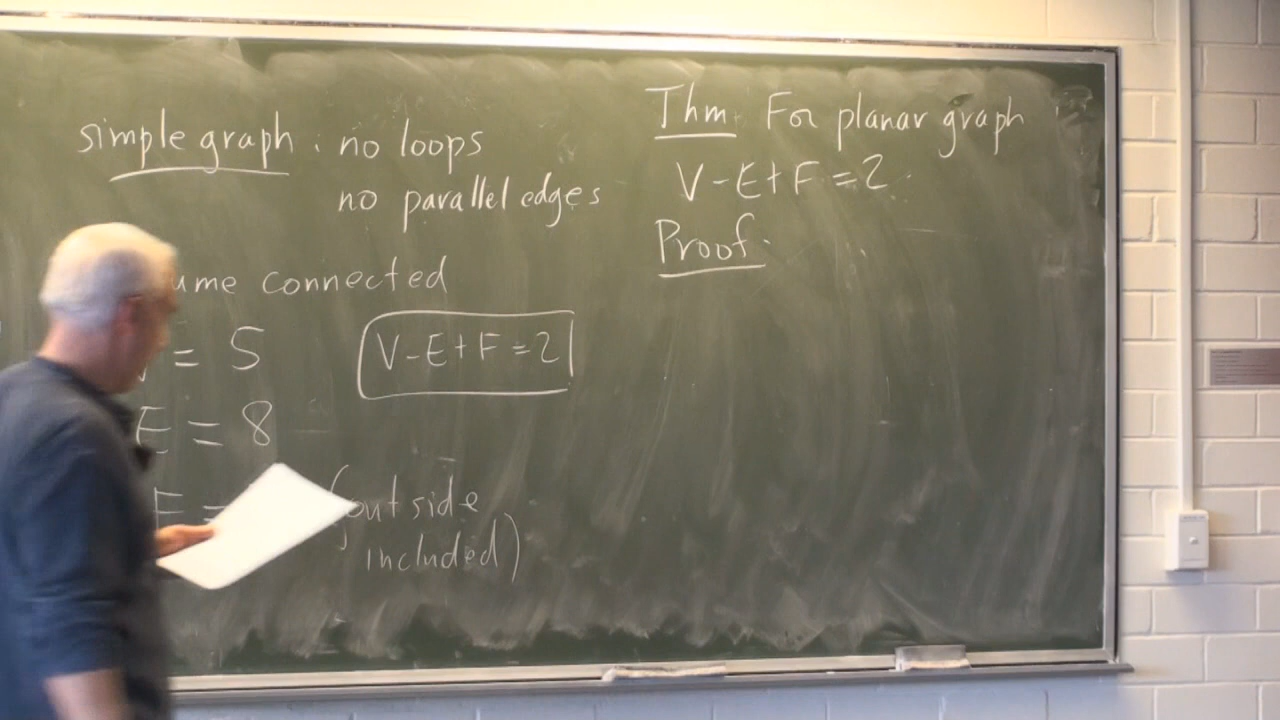 simple graph : no loops
no parallel edges
ume connected
= 5
V-E+F=2
E = 8
F =
(outside
included)
Thm. For planar graph
V-E+F=2.
Proof.